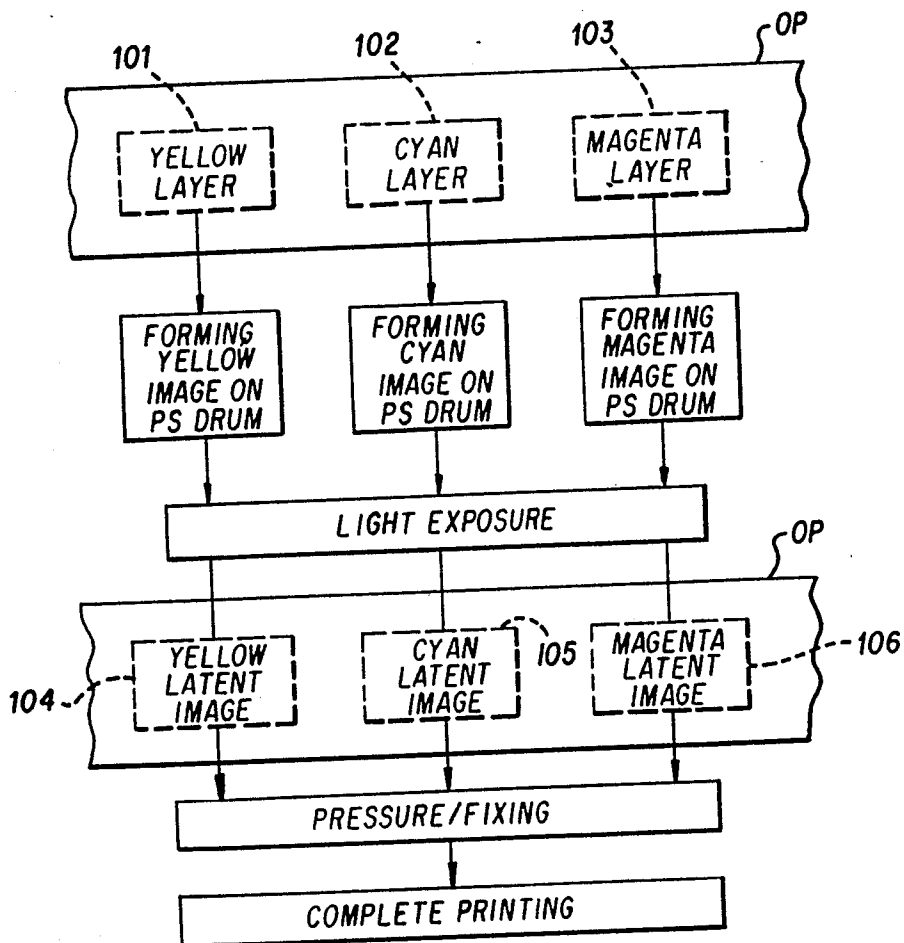 OP
101
102
103
YELLOW
LAYER
CYAN
LAYER
MAGENTA
LAYER
FORMING
YELLOW
IMAGE ON
PS DRUM
FORMING
CYAN
IMAGE ON
PS DRUM
FORMING
MAGENTA
IMAGE ON
PS DRUM
LIGHT EXPOSURE
OP
YELLOW
LATENT
IMAGE
104
CYAN
LATENT
IMAGE
105
MAGENTA
LATENT
IMAGE
106
PRESSURE/FIXING
COMPLETE PRINTING